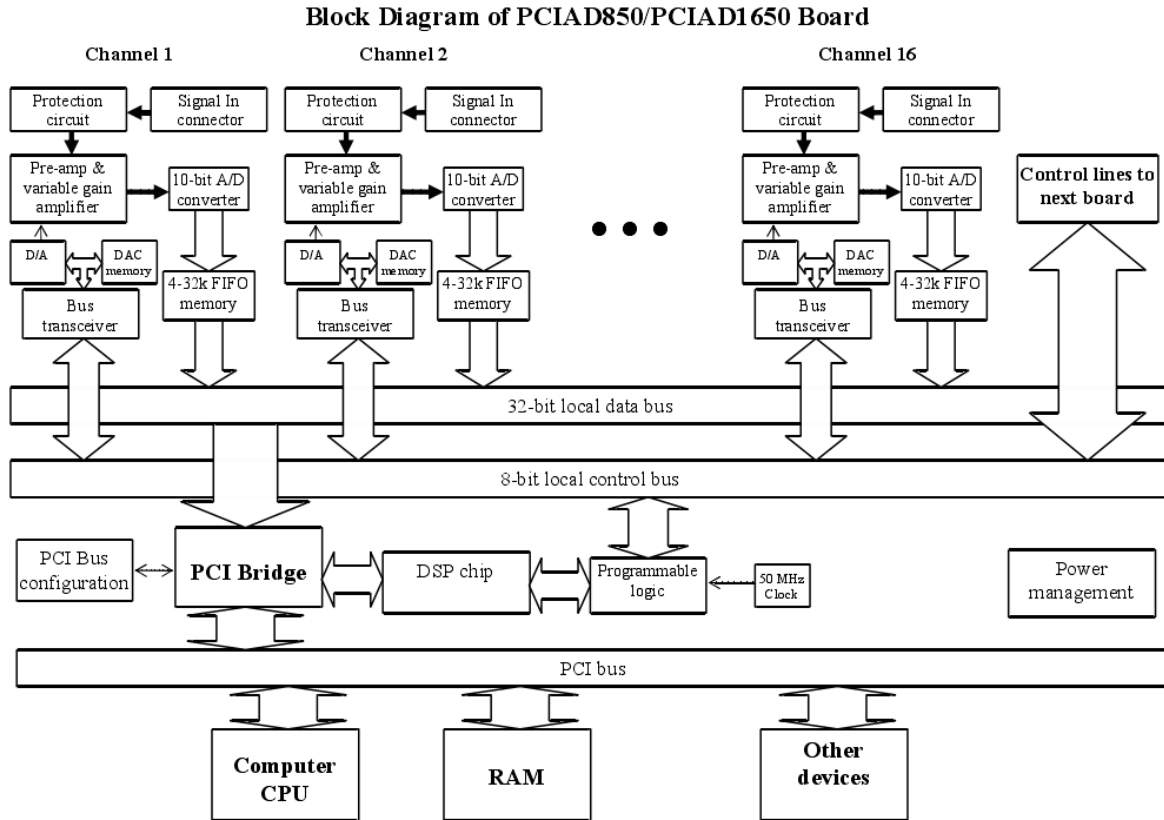 Block Diagram of PCIAD850/PCIAD1650 Board
Channel 1
Channel 2
Channel 16
Protection
circuit
Signal In
connector
Protection
circuit
Signal In
connector
Protection
circuit
Signal In
connector
Pre-amp &
variable gain
amplifier
10-bit A/D
converter
Pre-amp &
variable gain
amplifier
10-bit A/D
converter
Pre-amp &
variable gain
amplifier
10-bit A/D
converter
Control lines to
next board
D/A
DAC
memory
4-32k FIFO
memory
D/A
DAC
memory
4-32k FIFO
memory
D/A
DAC
memory
4-32k FIFO
memory
Bus
transceiver
Bus
transceiver
Bus
transceiver
32-bit local data bus
8-bit local control bus
PCI Bus
configuration
PCI Bridge
DSP chip
Programmable
logic
50 MHz
Clock
Power
management
PCI bus
Computer
CPU
RAM
Other
devices